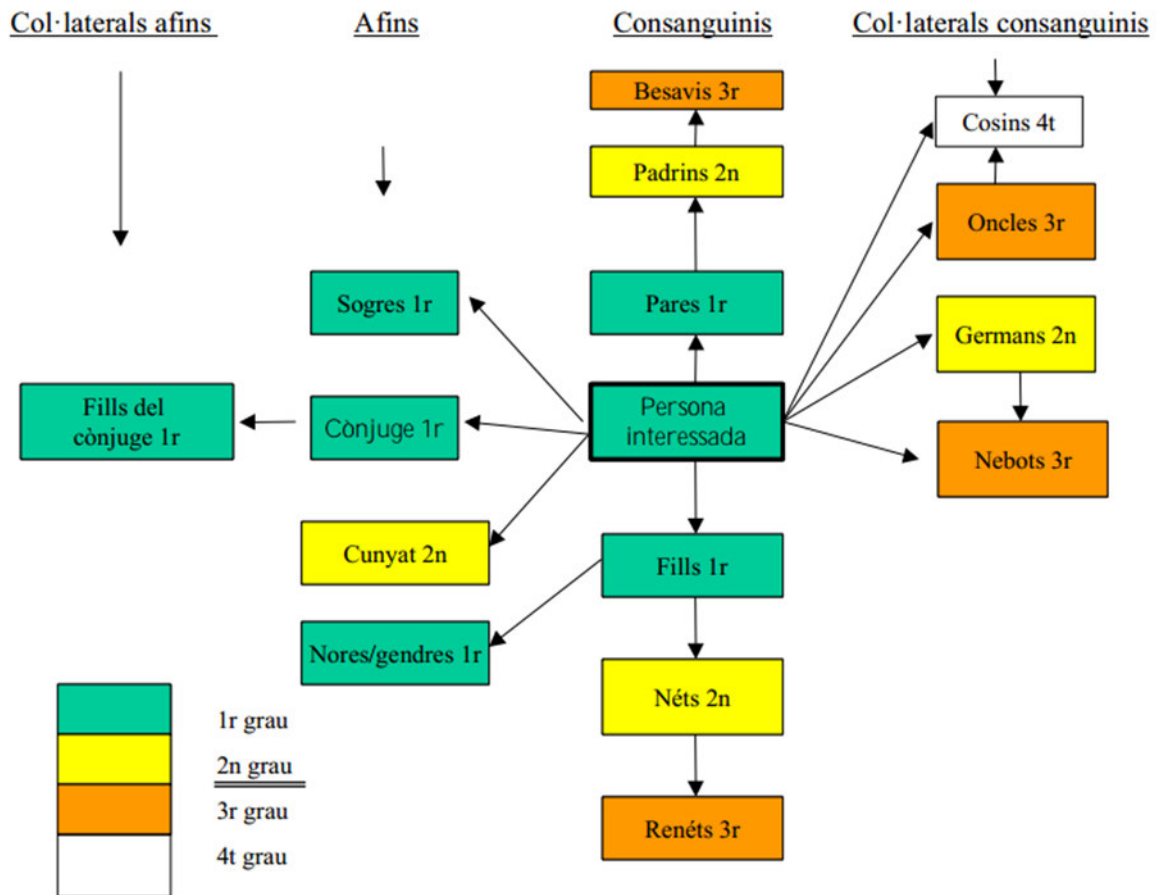 Col·laterals afins
Afins
Consanguinis
Col·laterals consanguinis
Besavis 3r
Cosins 4t
Padrins 2n
Oncles 3r
Sogres 1r
Pares 1r
Germans 2n
Fills del
cònjuge 1r
Cònjuge 1r
Persona
interessada
Nebots 3r
Cunyat 2n
Fills 1r
Nores/gendres 1r
Néts 2n
Renéts 3r
1r grau
2n grau
3r grau
4t grau